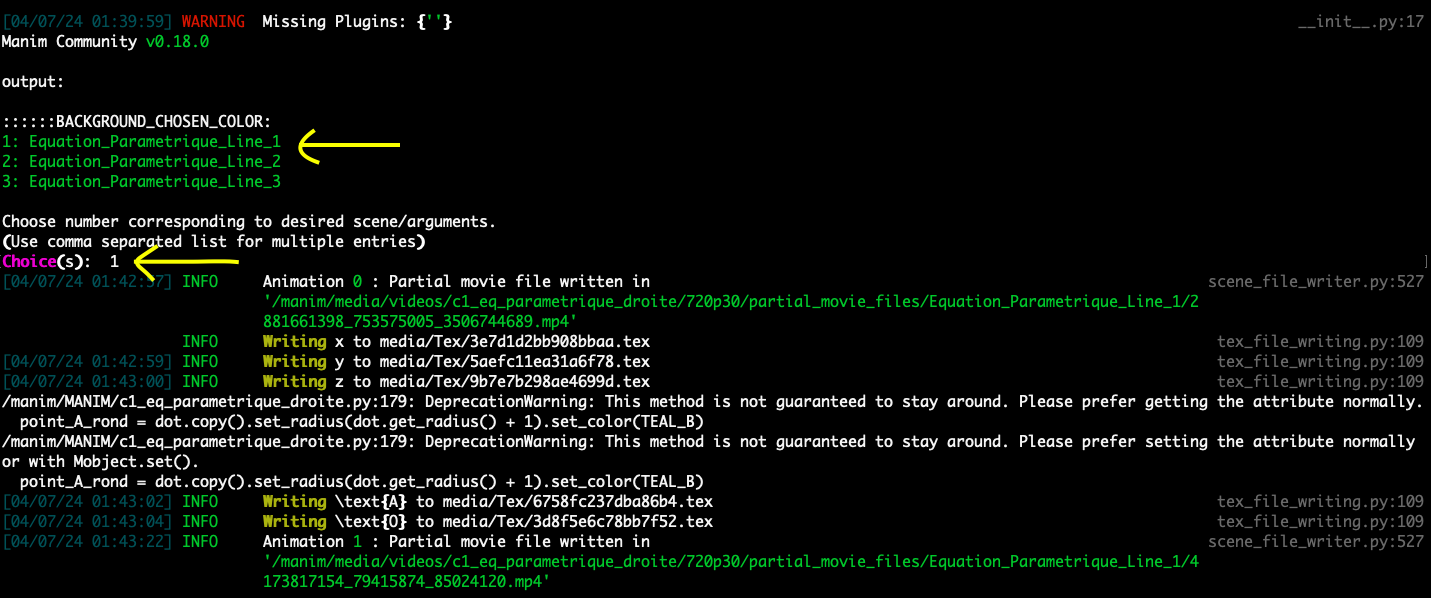 [04/07/24 01:39:59] WARNING  Missing Plugins: {''}  __init__.py:17
Manim Community v0.18.0
output:
::::::BACKGROUND_CHOSEN_COLOR:
1: Equation_Parametrique_Line_1
2: Equation_Parametrique_Line_2
3: Equation_Parametrique_Line_3
Choose number corresponding to desired scene/arguments.
(Use comma separated list for multiple entries)
Choice(s):  1
[04/07/24 01:42:37] INFO  Animation 0 : Partial movie file written in  scene_file_writer.py:527
'/manim/media/videos/c1_eq_parametrique_droite/720p30/partial_movie_files/Equation_Parametrique_Line_1/2
881661398_753575005_3506744689.mp4'
INFO  Writing x to media/Tex/3e7d1d2bb908bbaa.tex  tex_file_writing.py:109
[04/07/24 01:42:59] INFO  Writing y to media/Tex/5aefc11ea31a6f78.tex  tex_file_writing.py:109
[04/07/24 01:43:00] INFO  Writing z to media/Tex/9b7e7b298ae4699d.tex  tex_file_writing.py:109
/manim/MANIM/c1_eq_parametrique_droite.py:179: DeprecationWarning: This method is not guaranteed to stay around. Please prefer getting the attribute normally.
point_A_rond = dot.copy().set_radius(dot.get_radius() + 1).set_color(TEAL_B)
/manim/MANIM/c1_eq_parametrique_droite.py:179: DeprecationWarning: This method is not guaranteed to stay around. Please prefer setting the attribute normally
or with Mobject.set().
point_A_rond = dot.copy().set_radius(dot.get_radius() + 1).set_color(TEAL_B)
[04/07/24 01:43:02] INFO  Writing \text{A} to media/Tex/6758fc237dba86b4.tex  tex_file_writing.py:109
[04/07/24 01:43:04] INFO  Writing \text{O} to media/Tex/3d8f5e6c78bb7f52.tex  tex_file_writing.py:109
[04/07/24 01:43:22] INFO  Animation 1 : Partial movie file written in  scene_file_writer.py:527
'/manim/media/videos/c1_eq_parametrique_droite/720p30/partial_movie_files/Equation_Parametrique_Line_1/4
173817154_79415874_85024120.mp4'